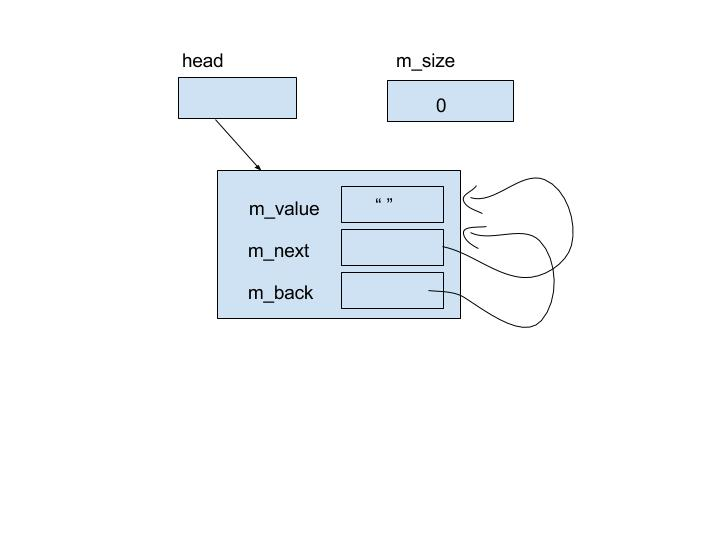 head
m_size
0
m_value
“ ”
m_next
m_back